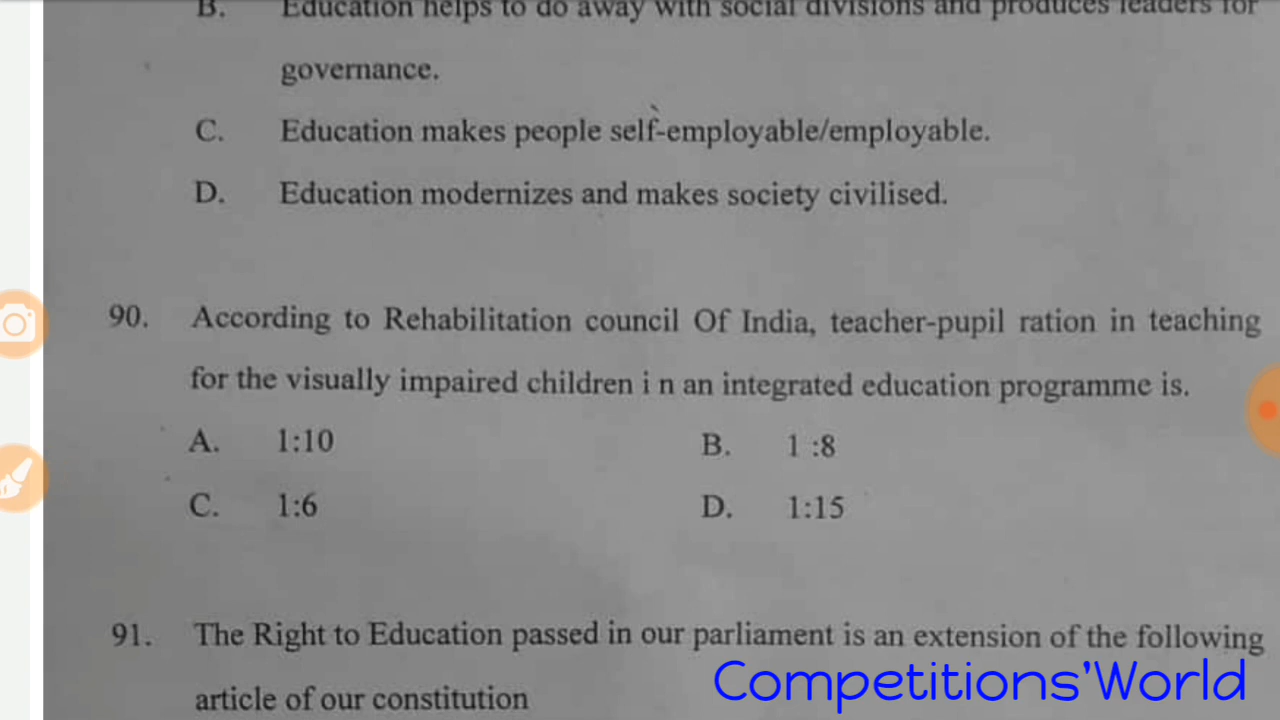 B. Education helps to do away with social divisions and produces leaders for
governance.
C. Education makes people self-employable/employable.
D. Education modernizes and makes society civilised.
90. According to Rehabilitation council Of India, teacher-pupil ration in teaching
for the visually impaired children i n an integrated education programme is.
A. 1:10 B. 1 :8
C. 1:6 D. 1:15
91. The Right to Education passed in our parliament is an extension of the following
article of our constitution
Competitions'World